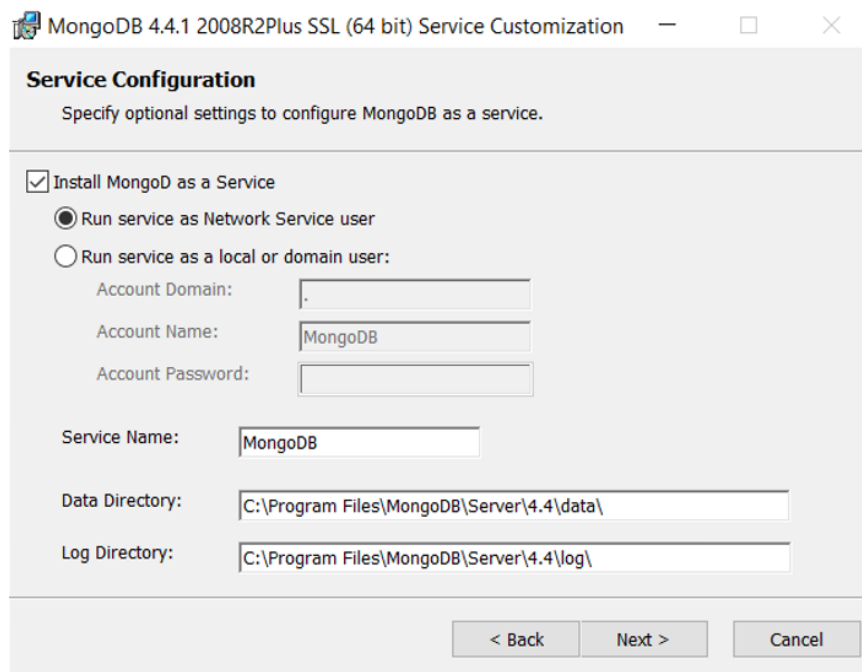 MongoDB 4.4.1 2008R2Plus SSL (64 bit) Service Customization
Service Configuration
Specify optional settings to configure MongoDB as a service.
Install MongoD as a Service
Run service as Network Service user
Run service as a local or domain user:
Account Domain: .
Account Name: MongoDB
Account Password:
Service Name: MongoDB
Data Directory: C:\Program Files\MongoDB\Server\4.4\data\
Log Directory: C:\Program Files\MongoDB\Server\4.4\log\
< Back Next > Cancel